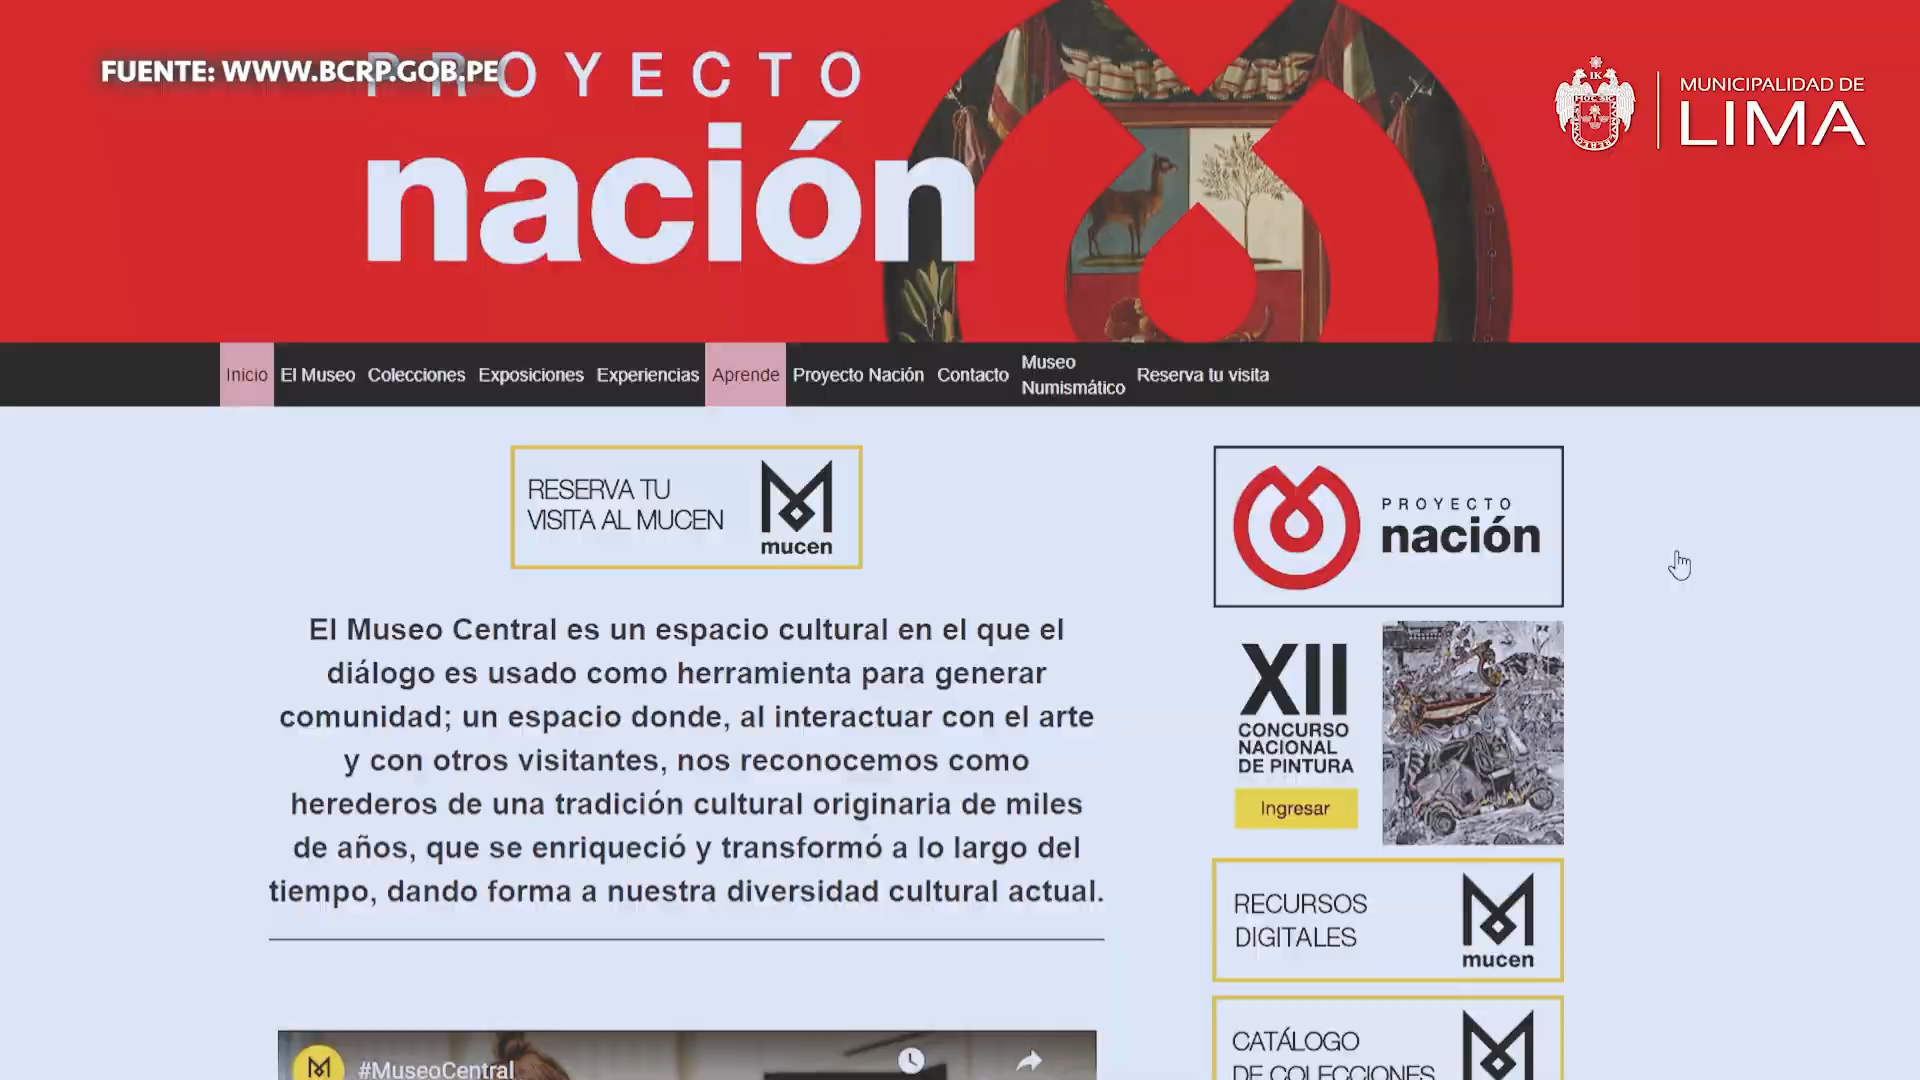 FUENTE: WWW.BCRP.GOB.PE
PROYECTO
nación
MUNICIPALIDAD DE
LIMA
Inicio
El Museo
Colecciones
Exposiciones
Experiencias
Aprende
Proyecto Nación
Contacto
Museo
Numismático
Reserva tu visita
RESERVA TU
VISITA AL MUCEN
mucen
El Museo Central es un espacio cultural en el que el
diálogo es usado como herramienta para generar
comunidad; un espacio donde, al interactuar con el arte
y con otros visitantes, nos reconocemos como
herederos de una tradición cultural originaria de miles
de años, que se enriqueció y transformó a lo largo del
tiempo, dando forma a nuestra diversidad cultural actual.
#MuseoCentral
PROYECTO
nación
XII
CONCURSO
NACIONAL
DE PINTURA
Ingresar
RECURSOS
DIGITALES
mucen
CATÁLOGO
DE COLECCIONES